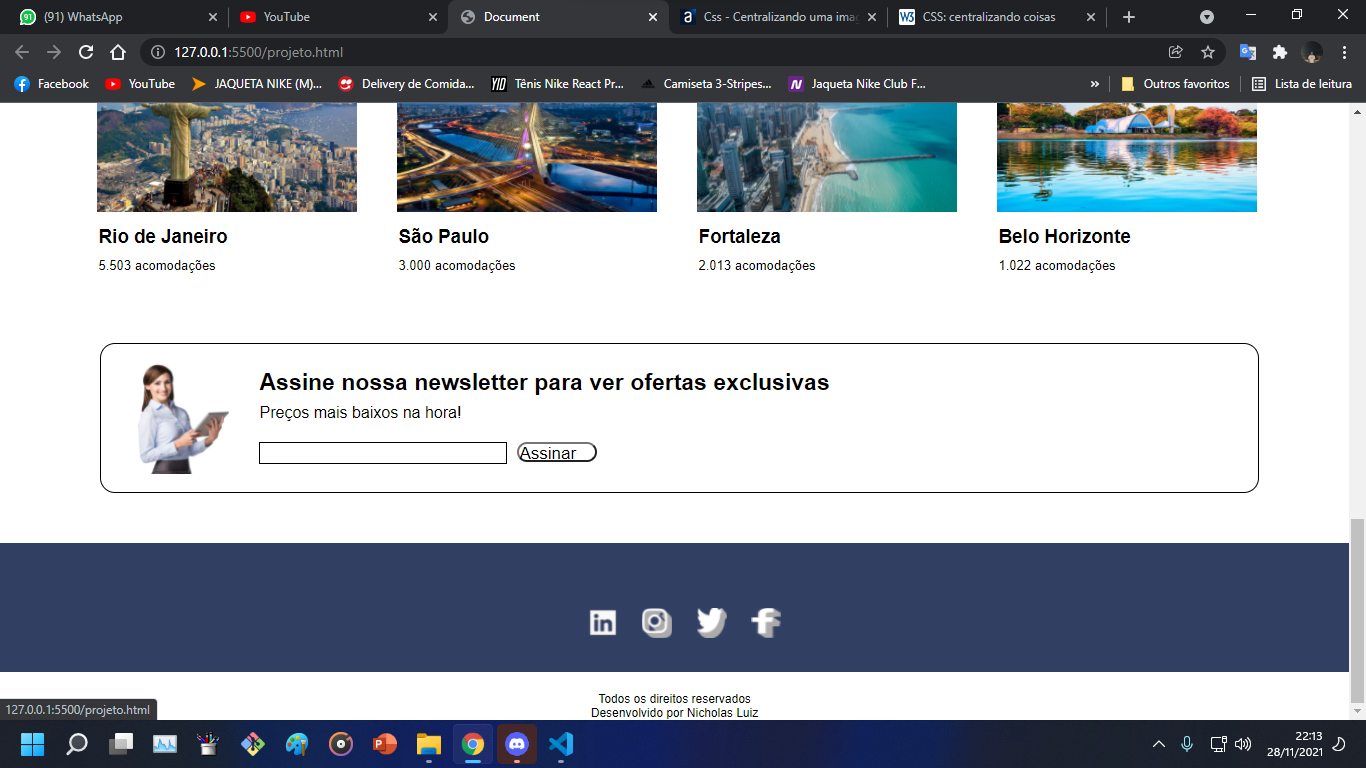 (91) WhatsApp
YouTube
Document
Css - Centralizando uma imag
CSS: centralizando coisas
127.0.0.1:5500/projeto.html
Facebook
YouTube
JAQUETA NIKE (M)...
Delivery de Comida...
Tênis Nike React Pr...
Camiseta 3-Stripes...
Jaqueta Nike Club F...
»
Outros favoritos
Lista de leitura
Rio de Janeiro
São Paulo
Fortaleza
Belo Horizonte
5.503 acomodações
3.000 acomodações
2.013 acomodações
1.022 acomodações
Assine nossa newsletter para ver ofertas exclusivas
Preços mais baixos na hora!
Assinar
in
Todos os direitos reservados
Desenvolvido por Nicholas Luiz
127.0.0.1:5500/projeto.html
22:13
28/11/2021